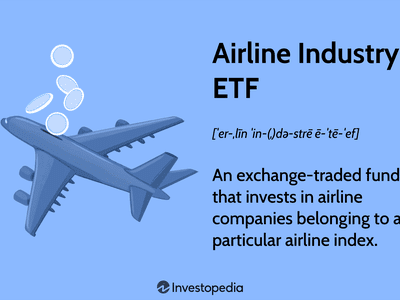 Airline Industry
ETF
['er-ˌlīn 'in-(ˌ)də-strē ē-ˈtē-'ef]
An exchange-traded fund
that invests in airline
companies belonging to a
particular airline index.
Investopedia